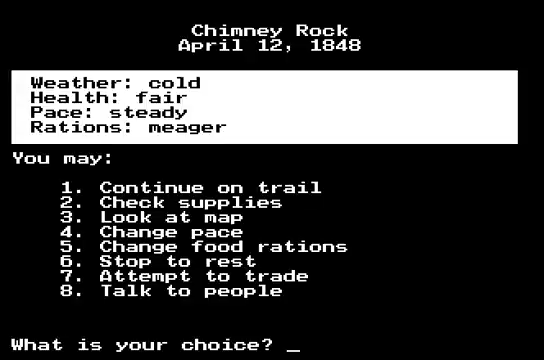 Chimney Rock
April 12, 1848
Weather: cold
Health: fair
Pace: steady
Rations: meager
You may:
1. Continue on trail
2. Check supplies
3. Look at map
4. Change pace
5. Change food rations
6. Stop to rest
7. Attempt to trade
8. Talk to people
What is your choice? _